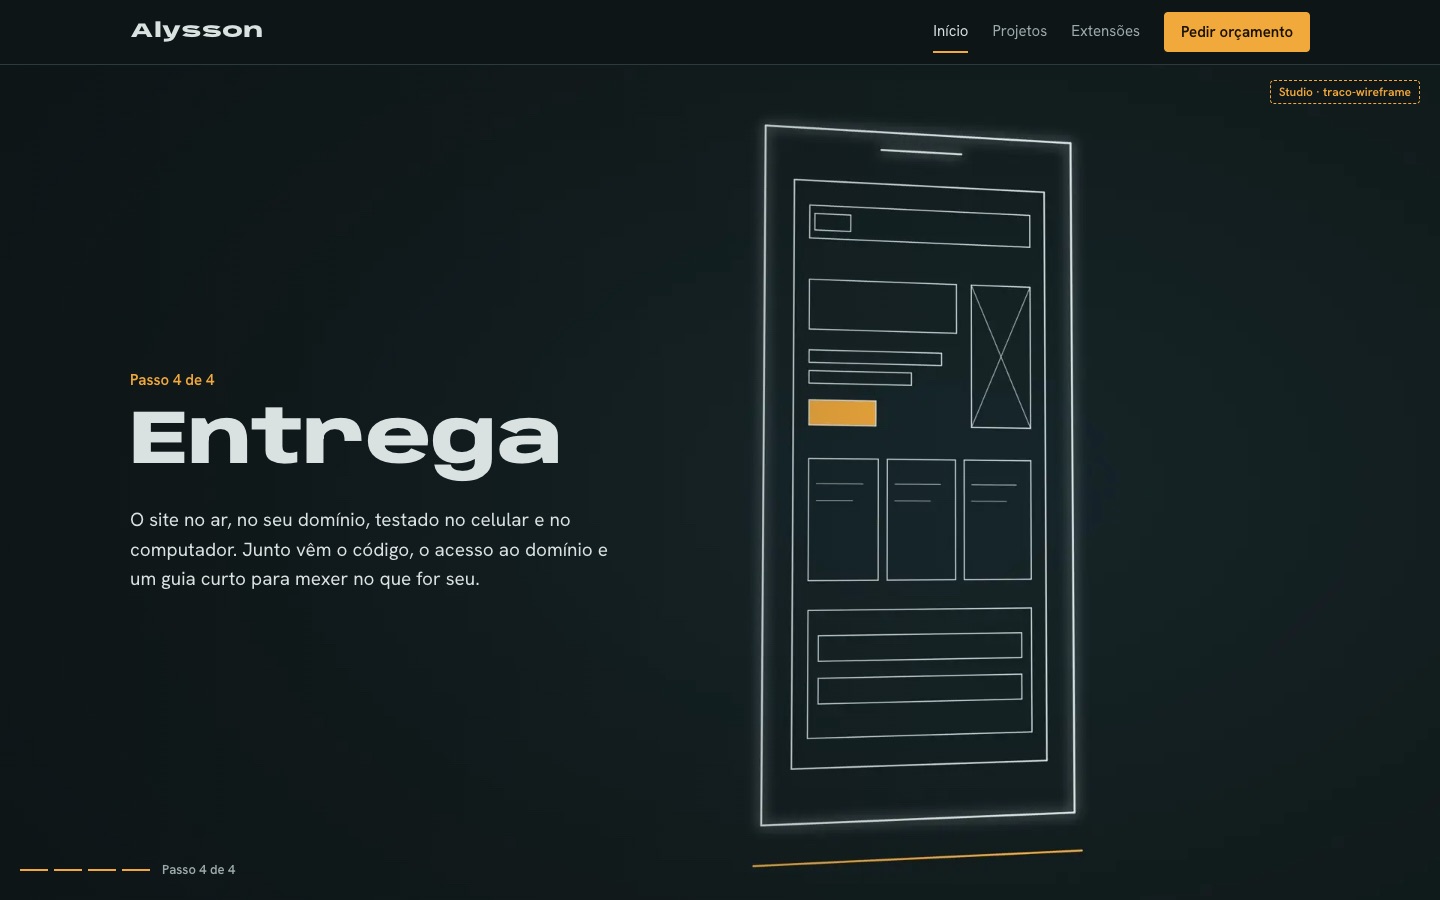 Alysson
Início
Projetos
Extensões
Pedir orçamento
Studio · traco-wireframe
Passo 4 de 4
Entrega
O site no ar, no seu domínio, testado no celular e no
computador. Junto vêm o código, o acesso ao domínio e
um guia curto para mexer no que for seu.
Passo 4 de 4